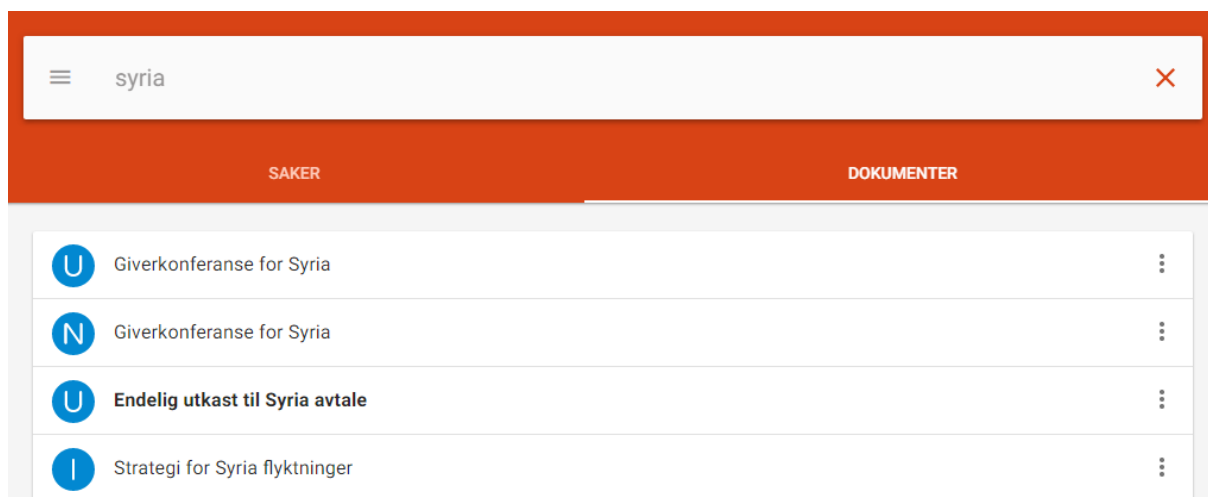 syria
SAKER
DOKUMENTER
U
Giverkonferanse for Syria
N
Giverkonferanse for Syria
U
Endelig utkast til Syria avtale
I
Strategi for Syria flyktninger